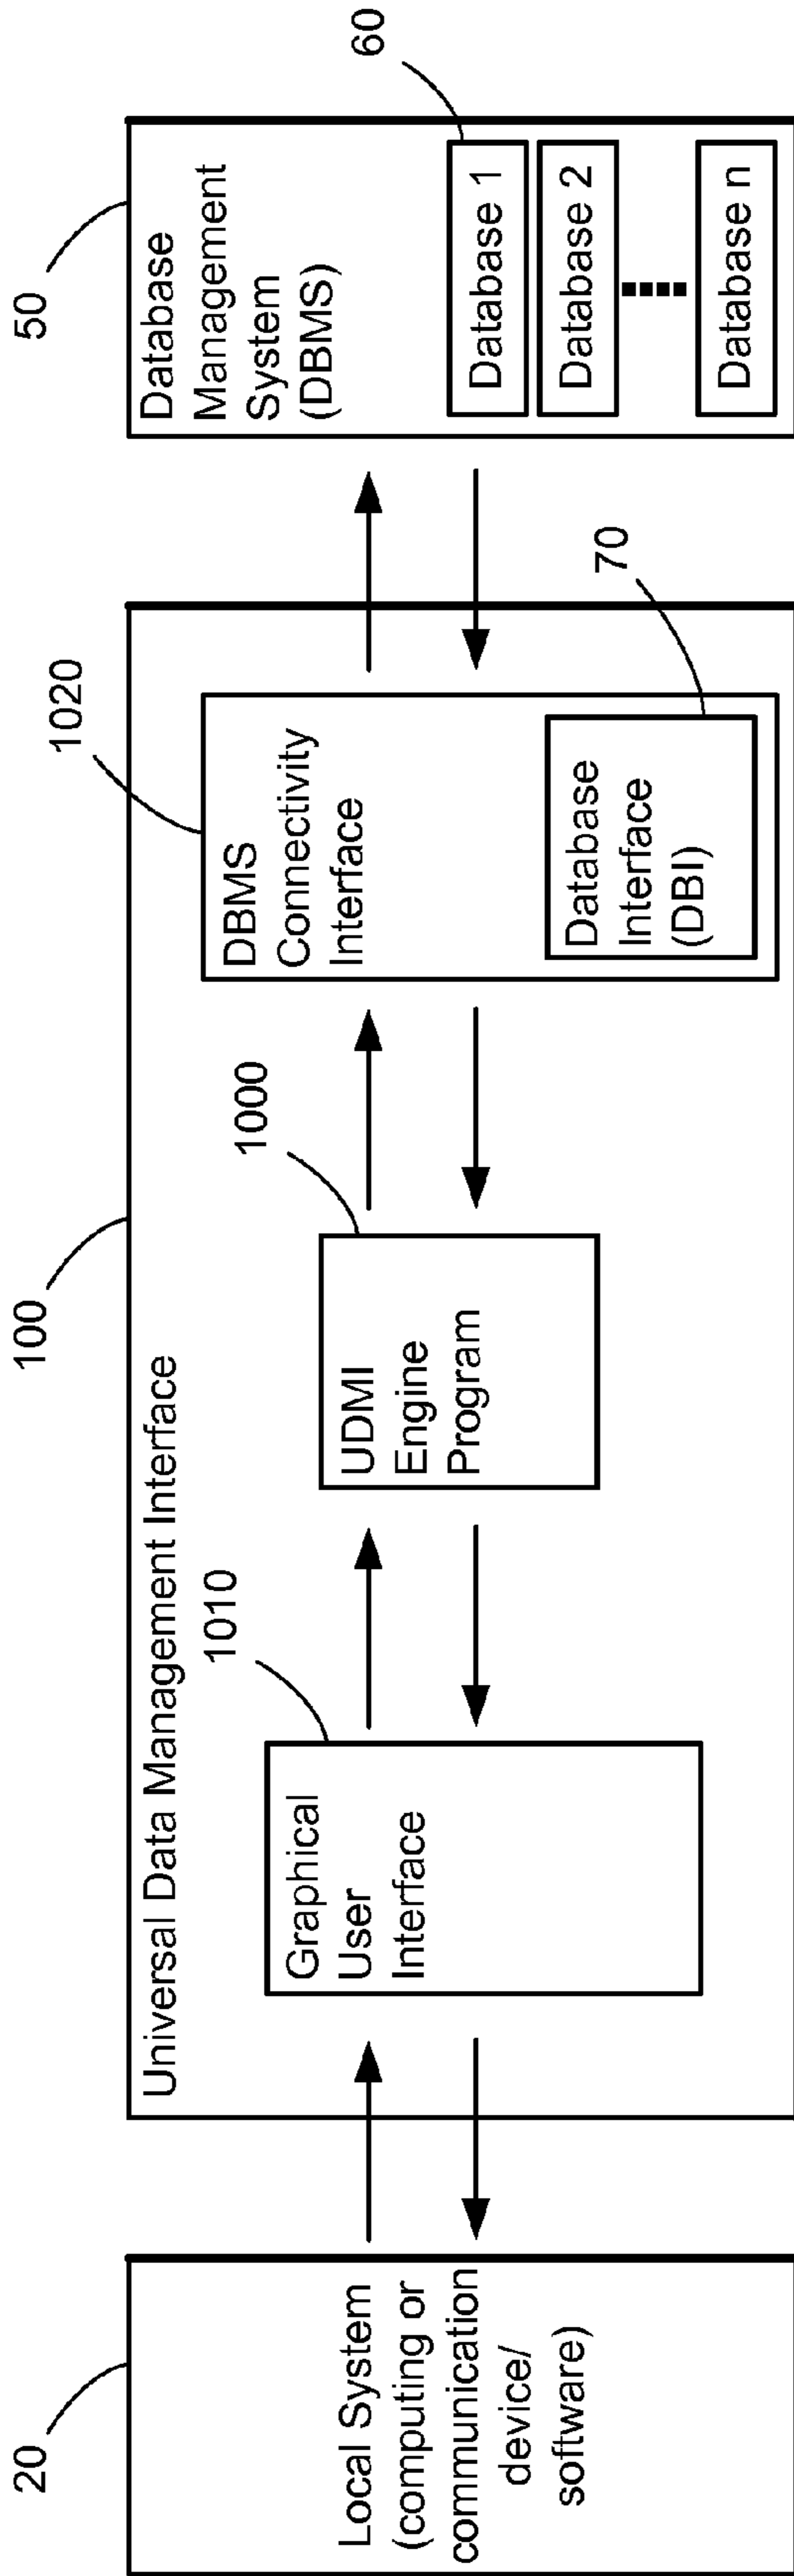 20
Local System
(computing or
communication
device/
software)
100
Universal Data Management Interface
1010
Graphical
User
Interface
1000
UDMI
Engine
Program
1020
DBMS
Connectivity
Interface
70
Database
Interface
(DBI)
50
Database
Management
System
(DBMS)
60
Database 1
Database 2
Database n